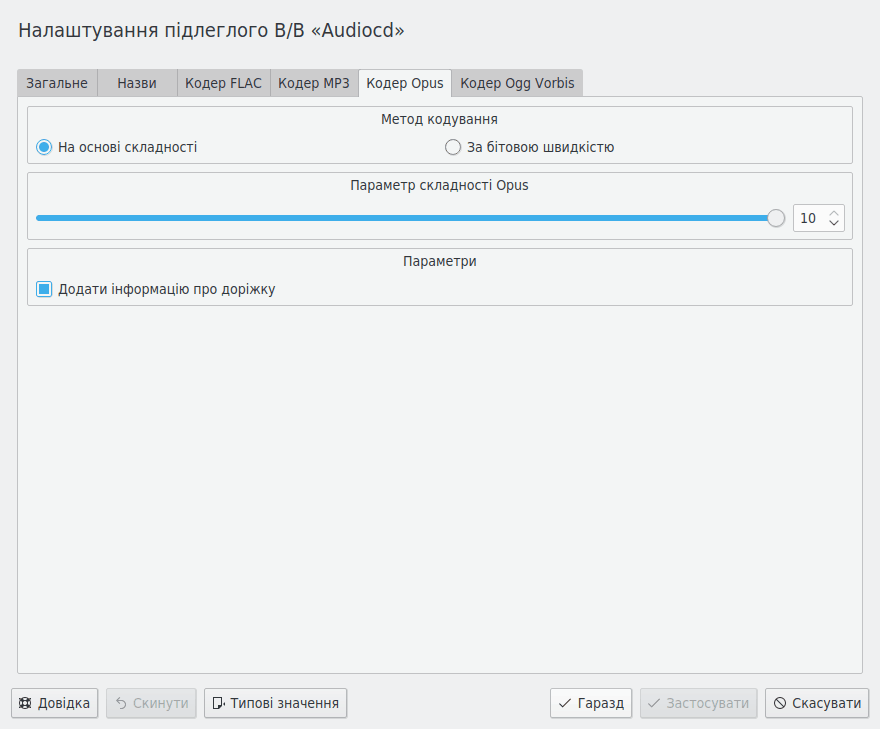 Налаштування підлеглого В/В «Audiocd»
Загальне Назви Кодер FLAC Кодер MP3 Кодер Opus Кодер Ogg Vorbis
Метод кодування
На основі складності За бітовою швидкістю
Параметр складності Opus
10
Параметри
Додати інформацію про доріжку
Довідка Скинути Типові значення Гаразд Застосувати Скасувати